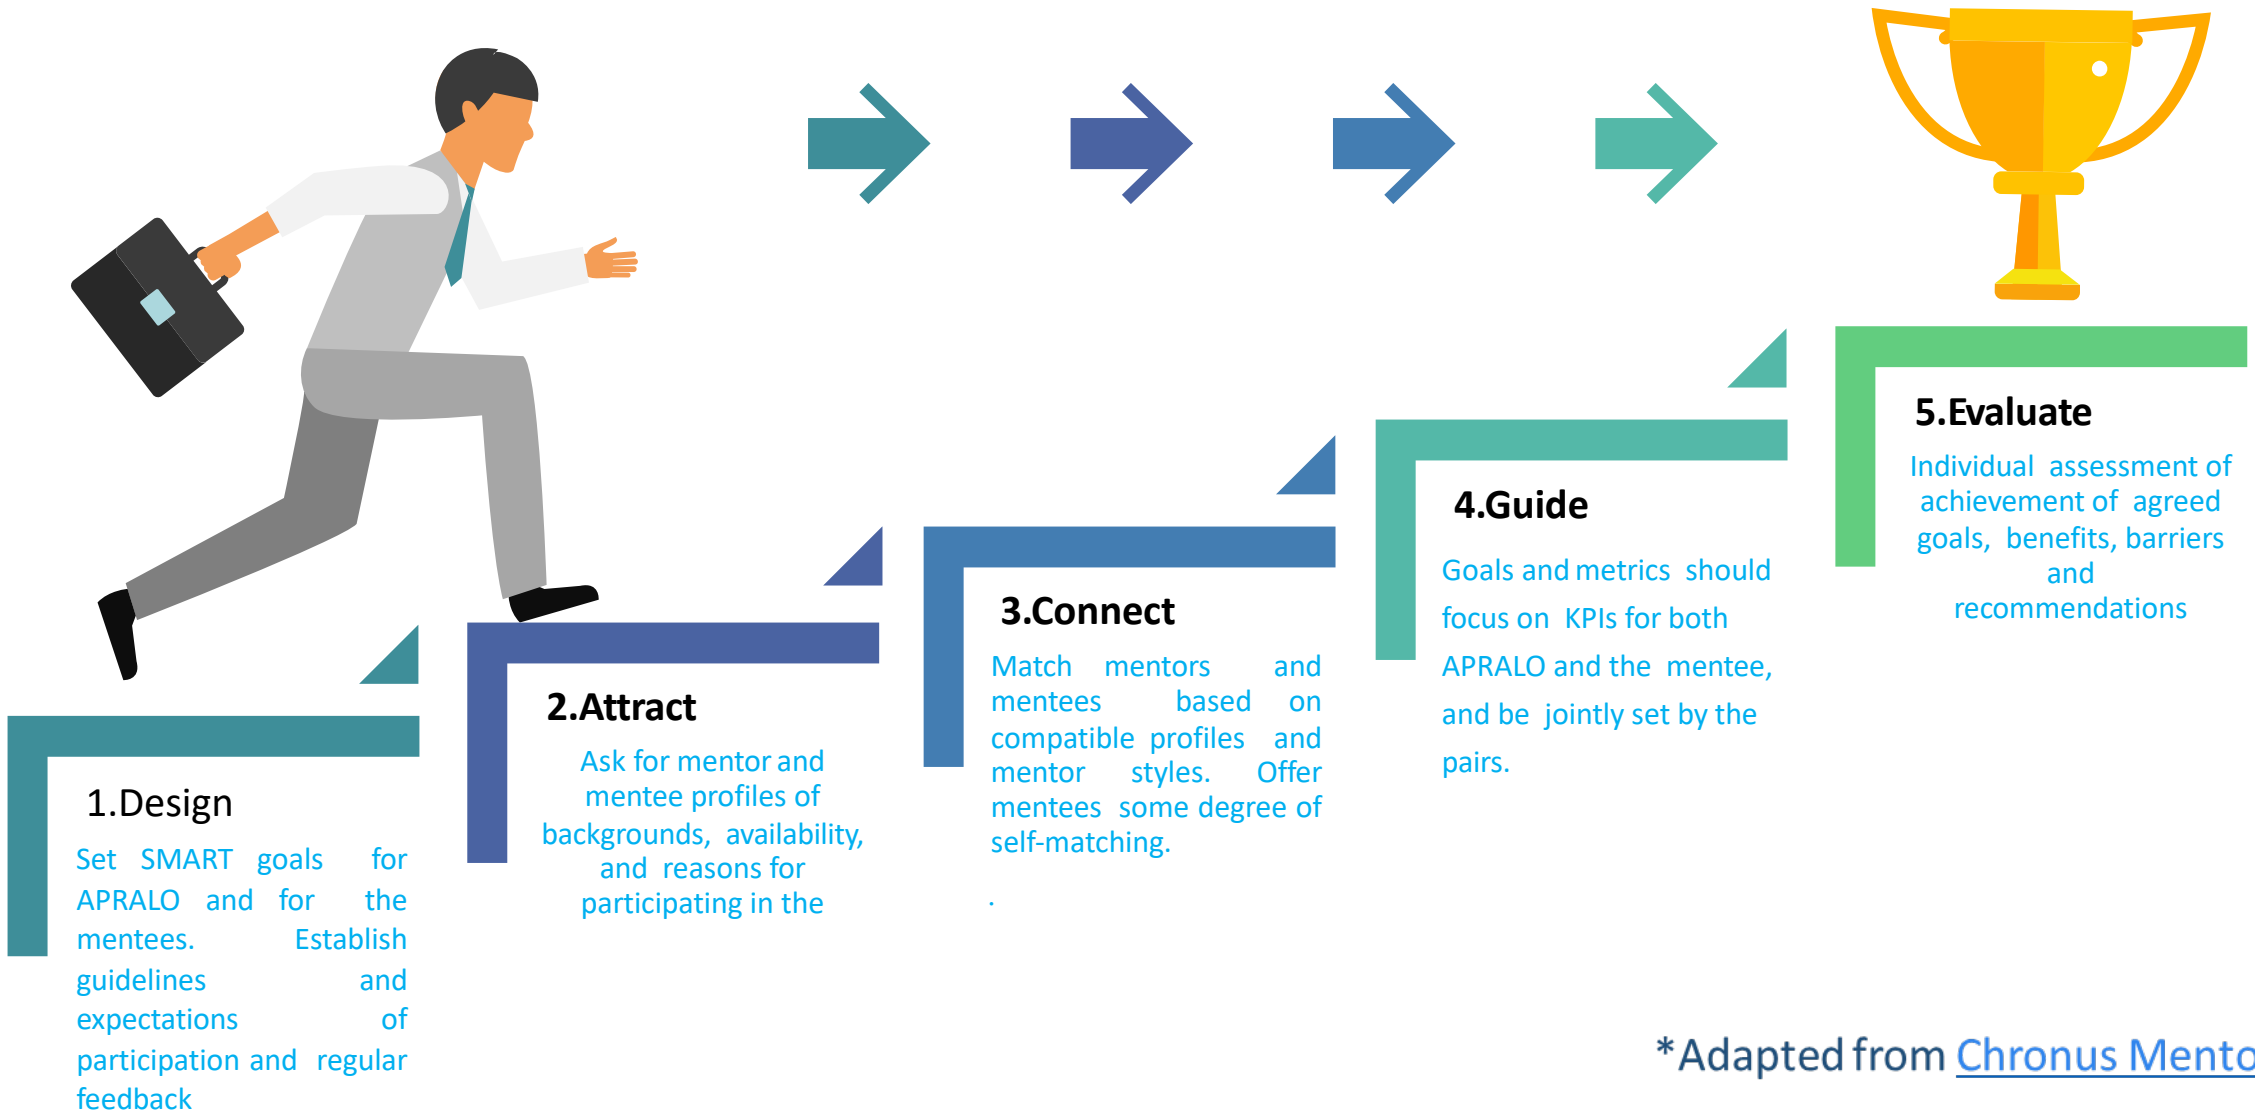 1.Design
Set SMART goals for
APRALO and for the
mentees. Establish
guidelines and
expectations of
participation and regular
feedback
2.Attract
Ask for mentor and
mentee profiles of
backgrounds, availability,
and reasons for
participating in the
3.Connect
Match mentors and
mentees based on
compatible profiles and
mentor styles. Offer
mentees some degree of
self-matching.
.
4.Guide
Goals and metrics should
focus on KPIs for both
APRALO and the mentee,
and be jointly set by the
pairs.
5.Evaluate
Individual assessment of
achievement of agreed
goals, benefits, barriers
and
recommendations
*Adapted from Chronus Mento